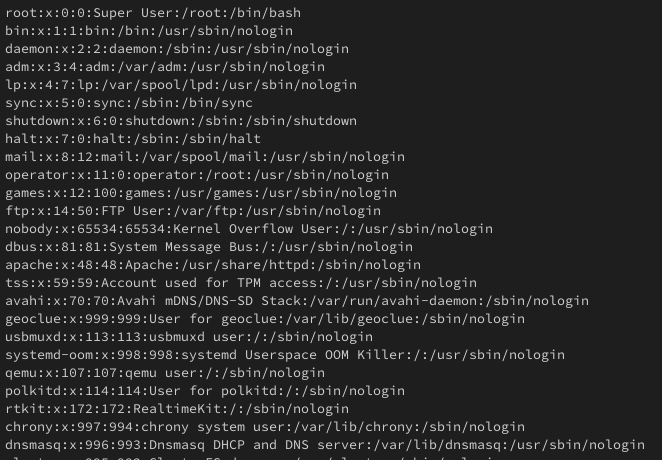 root:x:0:0:Super User:/root:/bin/bash
bin:x:1:1:bin:/bin:/usr/sbin/nologin
daemon:x:2:2:daemon:/sbin:/usr/sbin/nologin
adm:x:3:4:adm:/var/adm:/usr/sbin/nologin
lp:x:4:7:lp:/var/spool/lpd:/usr/sbin/nologin
sync:x:5:0:sync:/sbin:/bin/sync
shutdown:x:6:0:shutdown:/sbin:/sbin/shutdown
halt:x:7:0:halt:/sbin:/sbin/halt
mail:x:8:12:mail:/var/spool/mail:/usr/sbin/nologin
operator:x:11:0:operator:/root:/usr/sbin/nologin
games:x:12:100:games:/usr/games:/usr/sbin/nologin
ftp:x:14:50:FTP User:/var/ftp:/usr/sbin/nologin
nobody:x:65534:65534:Kernel Overflow User:/:/usr/sbin/nologin
dbus:x:81:81:System Message Bus:/:/usr/sbin/nologin
apache:x:48:48:Apache:/usr/share/httpd:/sbin/nologin
tss:x:59:59:Account used for TPM access:/:/usr/sbin/nologin
avahi:x:70:70:Avahi mDNS/DNS-SD Stack:/var/run/avahi-daemon:/sbin/nologin
geoclue:x:999:999:User for geoclue:/var/lib/geoclue:/sbin/nologin
usbmuxd:x:113:113:usbmuxd user:/:/sbin/nologin
systemd-oom:x:998:998:systemd Userspace OOM Killer:/:/usr/sbin/nologin
qemu:x:107:107:qemu user:/:/sbin/nologin
polkitd:x:114:114:User for polkitd:/:/sbin/nologin
rtkit:x:172:172:RealtimeKit:/:/sbin/nologin
chrony:x:997:994:chrony system user:/var/lib/chrony:/sbin/nologin
dnsmasq:x:996:993:Dnsmasq DHCP and DNS server:/var/lib/dnsmasq:/usr/sbin/nologin